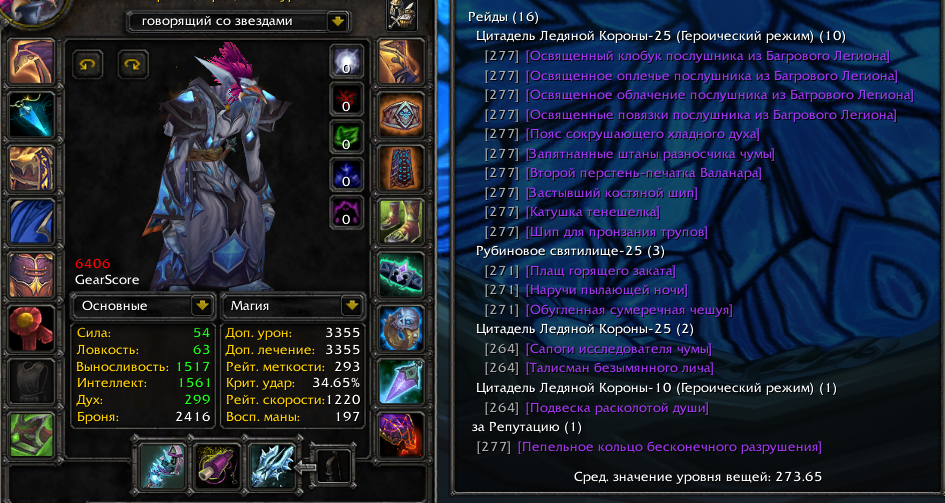 говорящий со звездами
0
0
0
0
0
6406
GearScore
Основные
Магия
Сила: 54
Ловкость: 63
Выносливость: 1517
Интеллект: 1561
Дух: 299
Броня: 2416
Доп. урон: 3355
Доп. лечение: 3355
Рейт. меткости: 293
Крит. удар: 34.65%
Рейт. скорости: 1220
Восп. маны: 197
Рейды (16)
Цитадель Ледяной Короны-25 (Героический режим) (10)
[277] [Освященный клобук послушника из Багрового Легиона]
[277] [Освященное оплечье послушника из Багрового Легиона]
[277] [Освященное облачение послушника из Багрового Легиона]
[277] [Освященные повязки послушника из Багрового Легиона]
[277] [Пояс сокрушающего хладного духа]
[277] [Запятнанные штаны разносчика чумы]
[277] [Второй перстень-печатка Валанара]
[277] [Застывший костяной шип]
[277] [Катушка тенешелка]
[277] [Шип для пронзания трупов]
Рубиновое святилище-25 (3)
[271] [Плащ горящего заката]
[271] [Наручи пылающей ночи]
[271] [Обугленная сумеречная чешуя]
Цитадель Ледяной Короны-25 (2)
[264] [Сапоги исследователя чумы]
[264] [Талисман безымянного лича]
Цитадель Ледяной Короны-10 (Героический режим) (1)
[264] [Подвеска расколотой души]
за Репутацию (1)
[277] [Пепельное кольцо бесконечного разрушения]
Сред. значение уровня вещей: 273.65